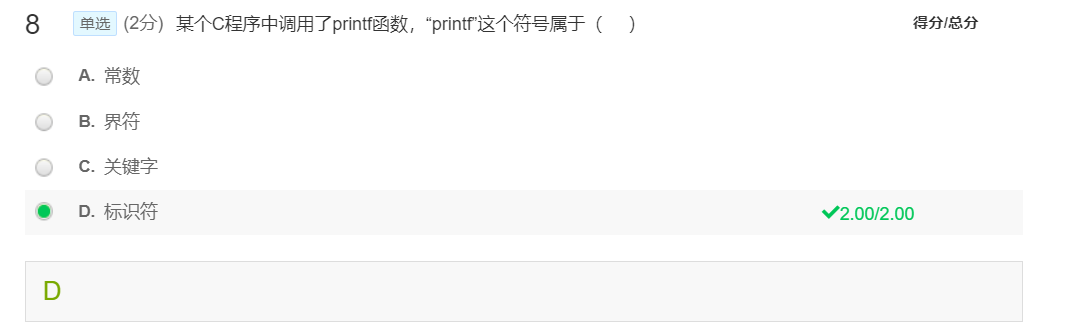 8 单选 (2分) 某个C程序中调用了printf函数，“printf”这个符号属于（ ） 得分/总分
A. 常数
B. 界符
C. 关键字
D. 标识符 2.00/2.00
D